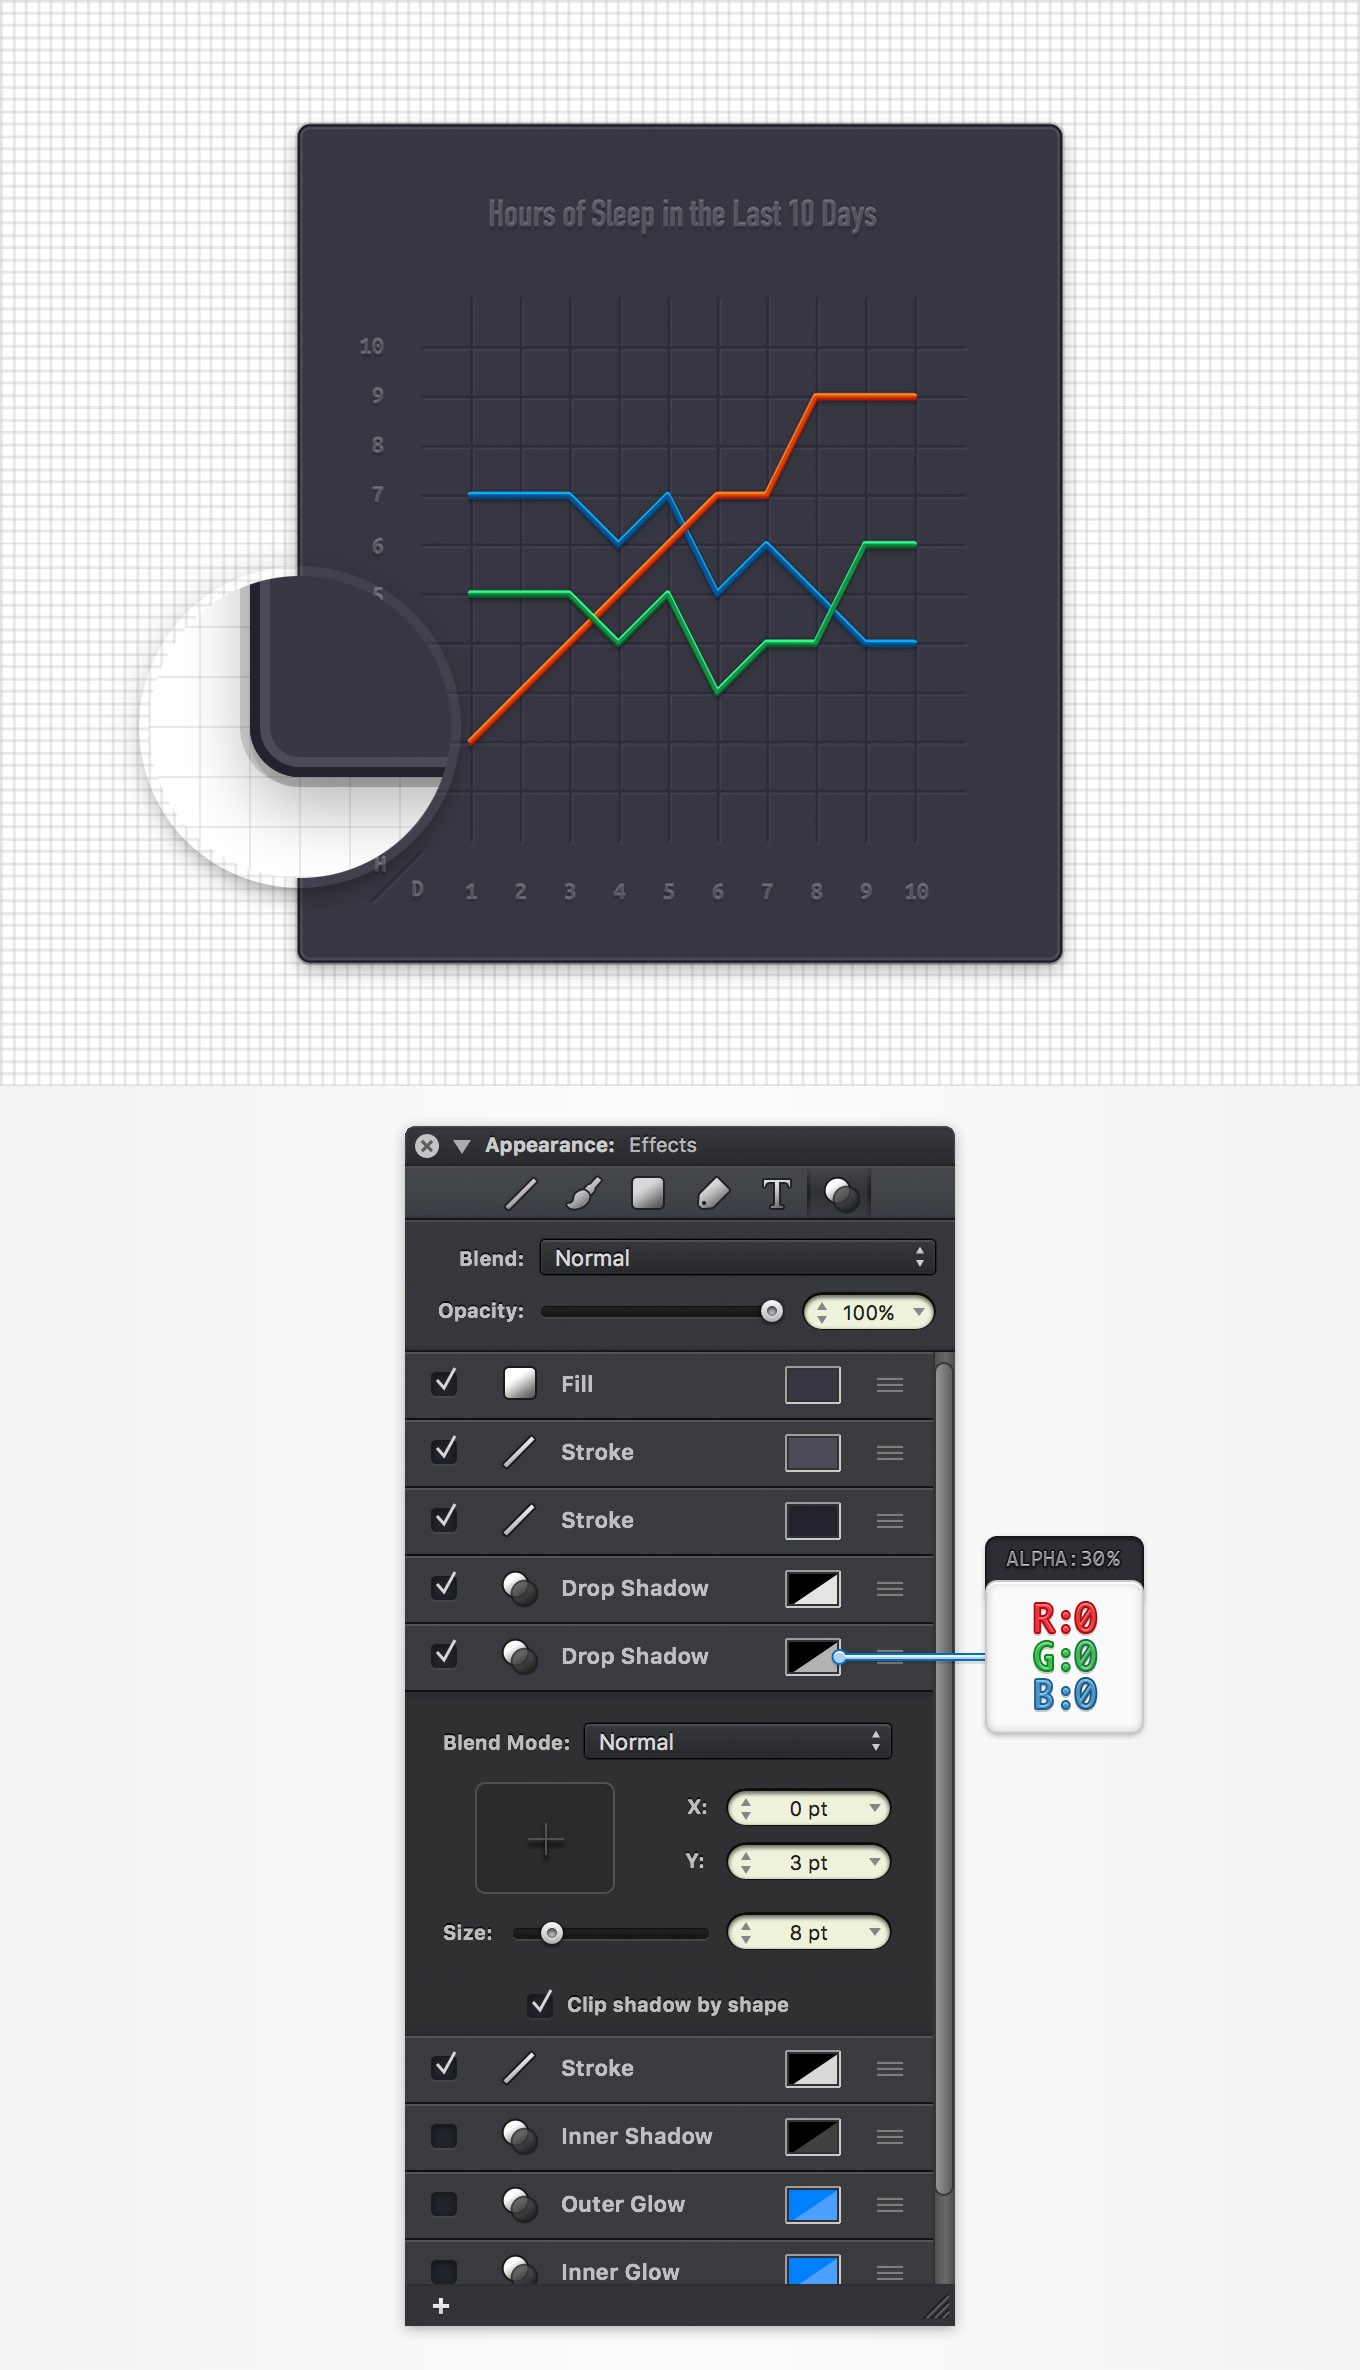 Hours of Sleep in the Last 10 Days
10
9
8
7
6
5
H
D 1 2 3 4 5 6 7 8 9 10
Appearance: Effects
T
Blend: Normal
Opacity: 100%
Fill
Stroke
Stroke
Drop Shadow
Drop Shadow
ALPHA:30%
R:0
G:0
B:0
Blend Mode: Normal
X: 0 pt
Y: 3 pt
Size: 8 pt
Clip shadow by shape
Stroke
Inner Shadow
Outer Glow
Inner Glow